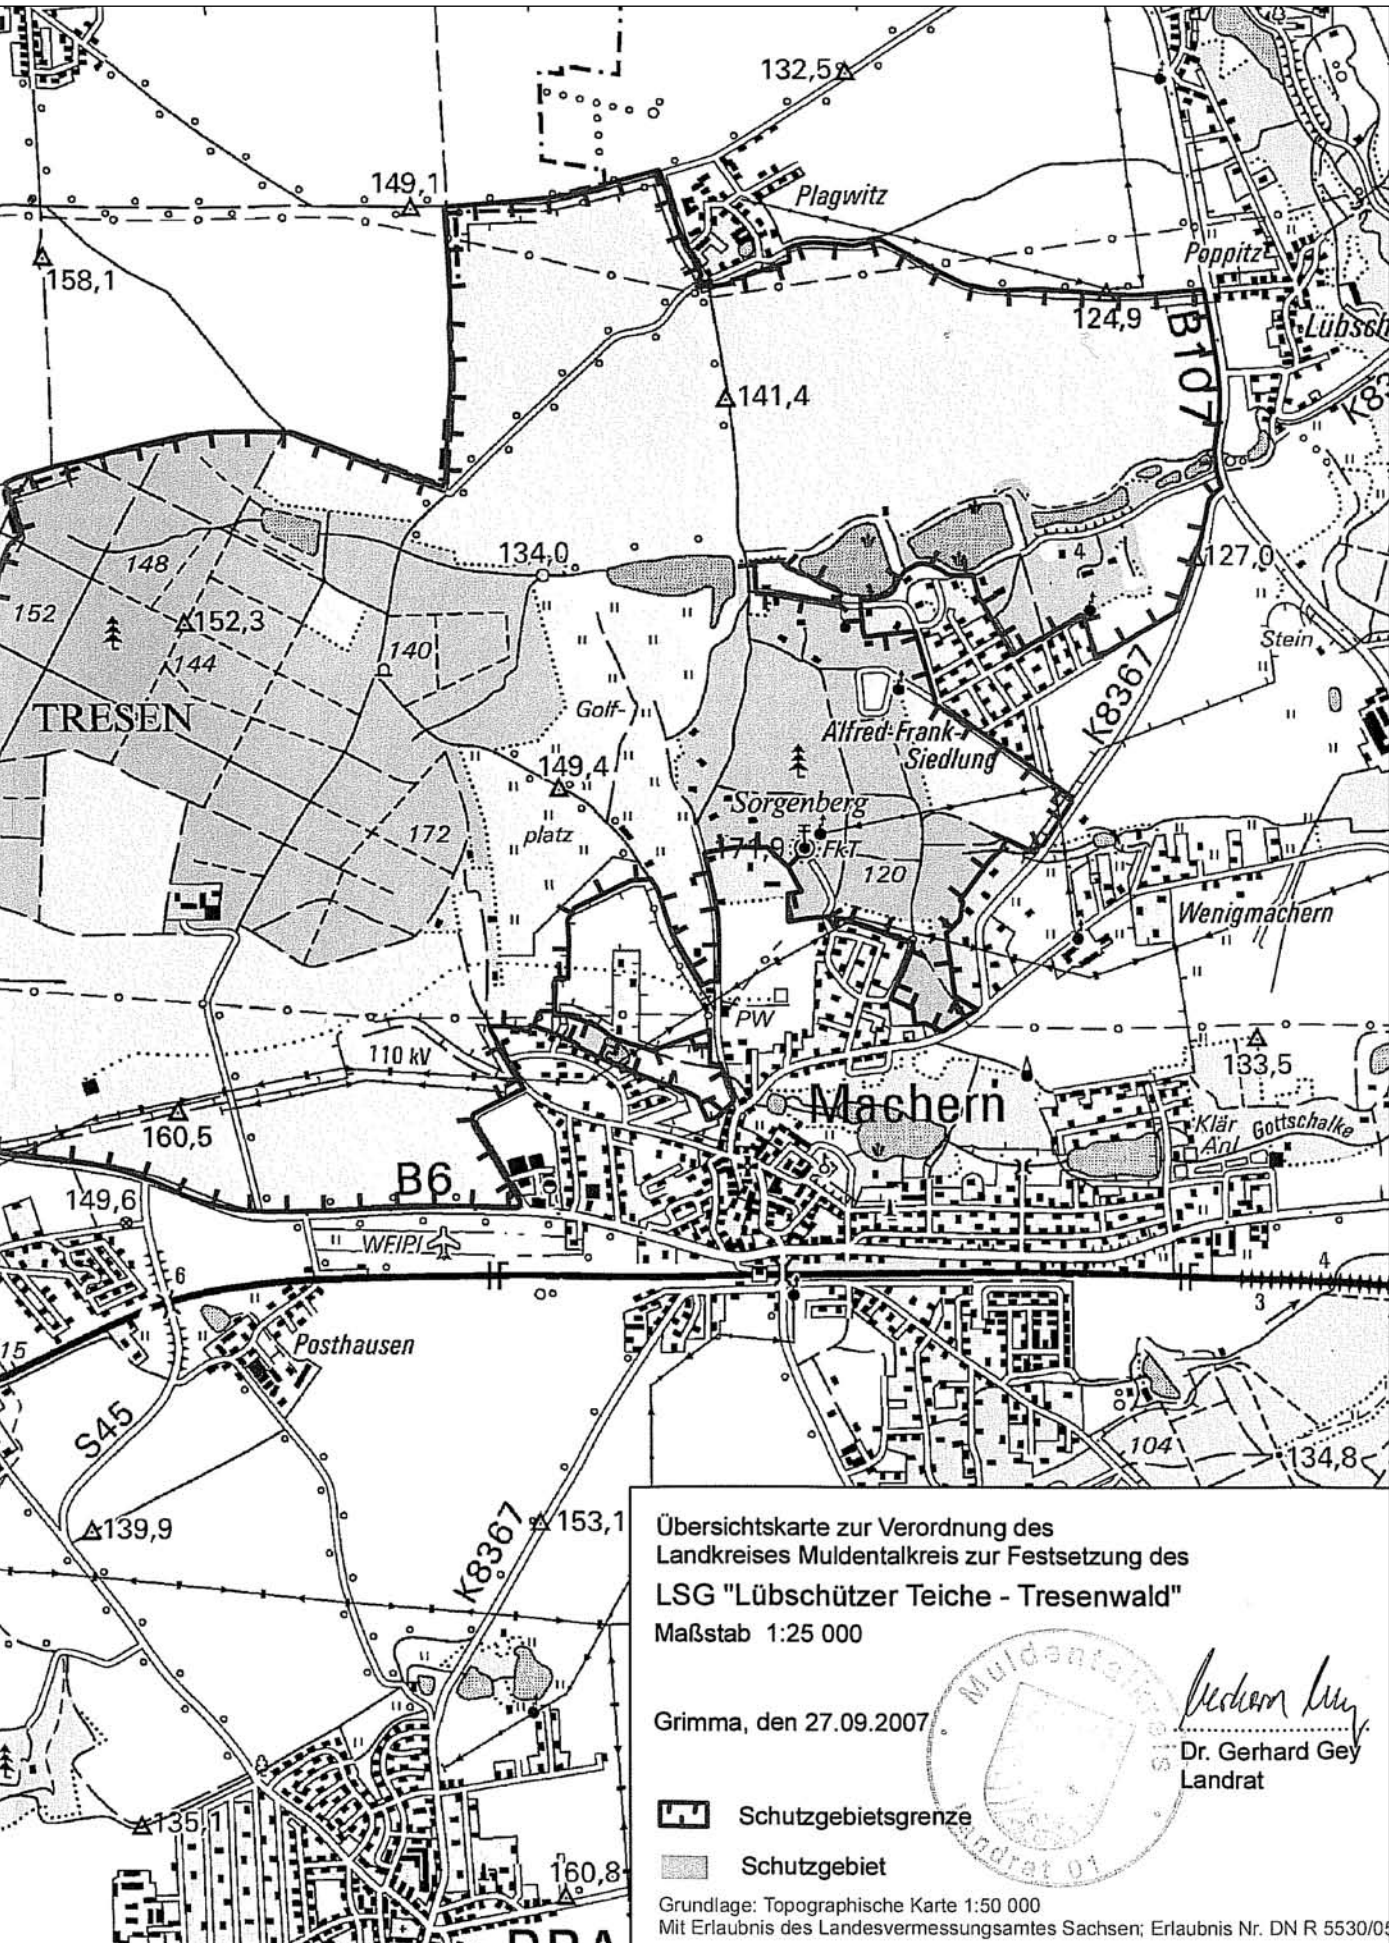 132,5
149,1
Plagwitz
158,1
Poppitz
124,9
Lübsch
B107
K83
141,4
134,0
148
152
152,3
4
127,0
144
140
Stein
TRESEN
Golf-
K8367
Alfred-Frank-
Siedlung
149,4
Sorgenberg
platz
172
171,9
FkT
120
Wenigmachern
PW
110 kV
133,5
Machern
160,5
Klär
Anl
Gottschalke
B6
149,6
WFIPI
6
4
3
15
Posthausen
S45
104
134,8
139,9
K8367
153,1
Übersichtskarte zur Verordnung des
Landkreises Muldentalkreis zur Festsetzung des
LSG "Lübschützer Teiche - Tresenwald"
Maßstab 1:25 000
Muldentalkreis
Grimma, den 27.09.2007
Dr. Gerhard Gey
Landrat
Landrat 01
135,1
Schutzgebietsgrenze
160,8
Schutzgebiet
Grundlage: Topographische Karte 1:50 000
Mit Erlaubnis des Landesvermessungsamtes Sachsen; Erlaubnis Nr. DN R 5530/05